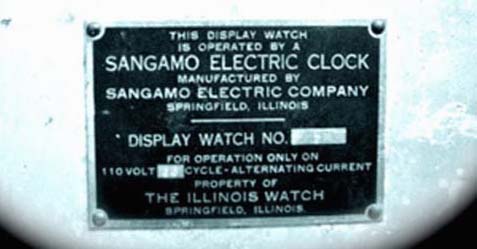 THIS DISPLAY WATCH
IS OPERATED BY A
SANGAMO ELECTRIC CLOCK
MANUFACTURED BY
SANGAMO ELECTRIC COMPANY
SPRINGFIELD, ILLINOIS
DISPLAY WATCH NO.
FOR OPERATION ONLY ON
110 VOLT CYCLE-ALTERNATING CURRENT
PROPERTY OF
THE ILLINOIS WATCH
SPRINGFIELD, ILLINOIS.